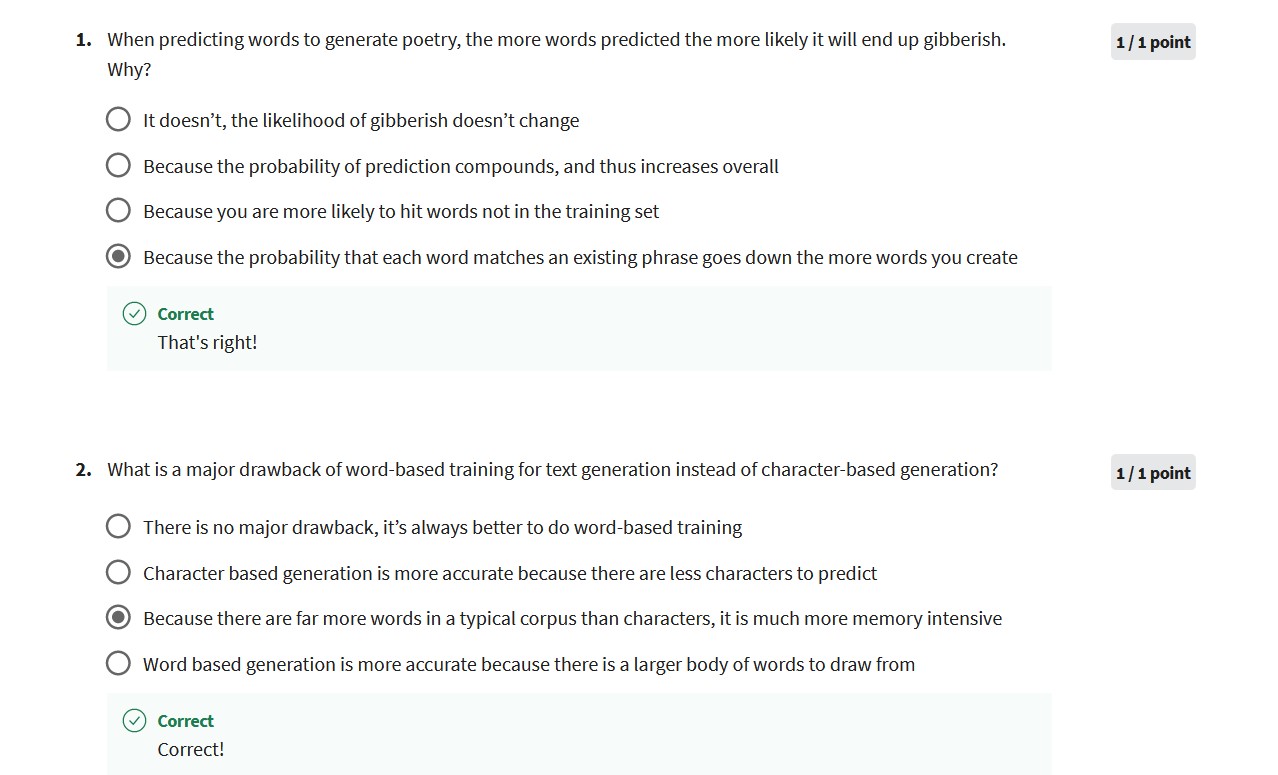 1. When predicting words to generate poetry, the more words predicted the more likely it will end up gibberish.
Why?
1 / 1 point
It doesn’t, the likelihood of gibberish doesn’t change
Because the probability of prediction compounds, and thus increases overall
Because you are more likely to hit words not in the training set
Because the probability that each word matches an existing phrase goes down the more words you create
Correct
That's right!
2. What is a major drawback of word-based training for text generation instead of character-based generation?
1 / 1 point
There is no major drawback, it’s always better to do word-based training
Character based generation is more accurate because there are less characters to predict
Because there are far more words in a typical corpus than characters, it is much more memory intensive
Word based generation is more accurate because there is a larger body of words to draw from
Correct
Correct!